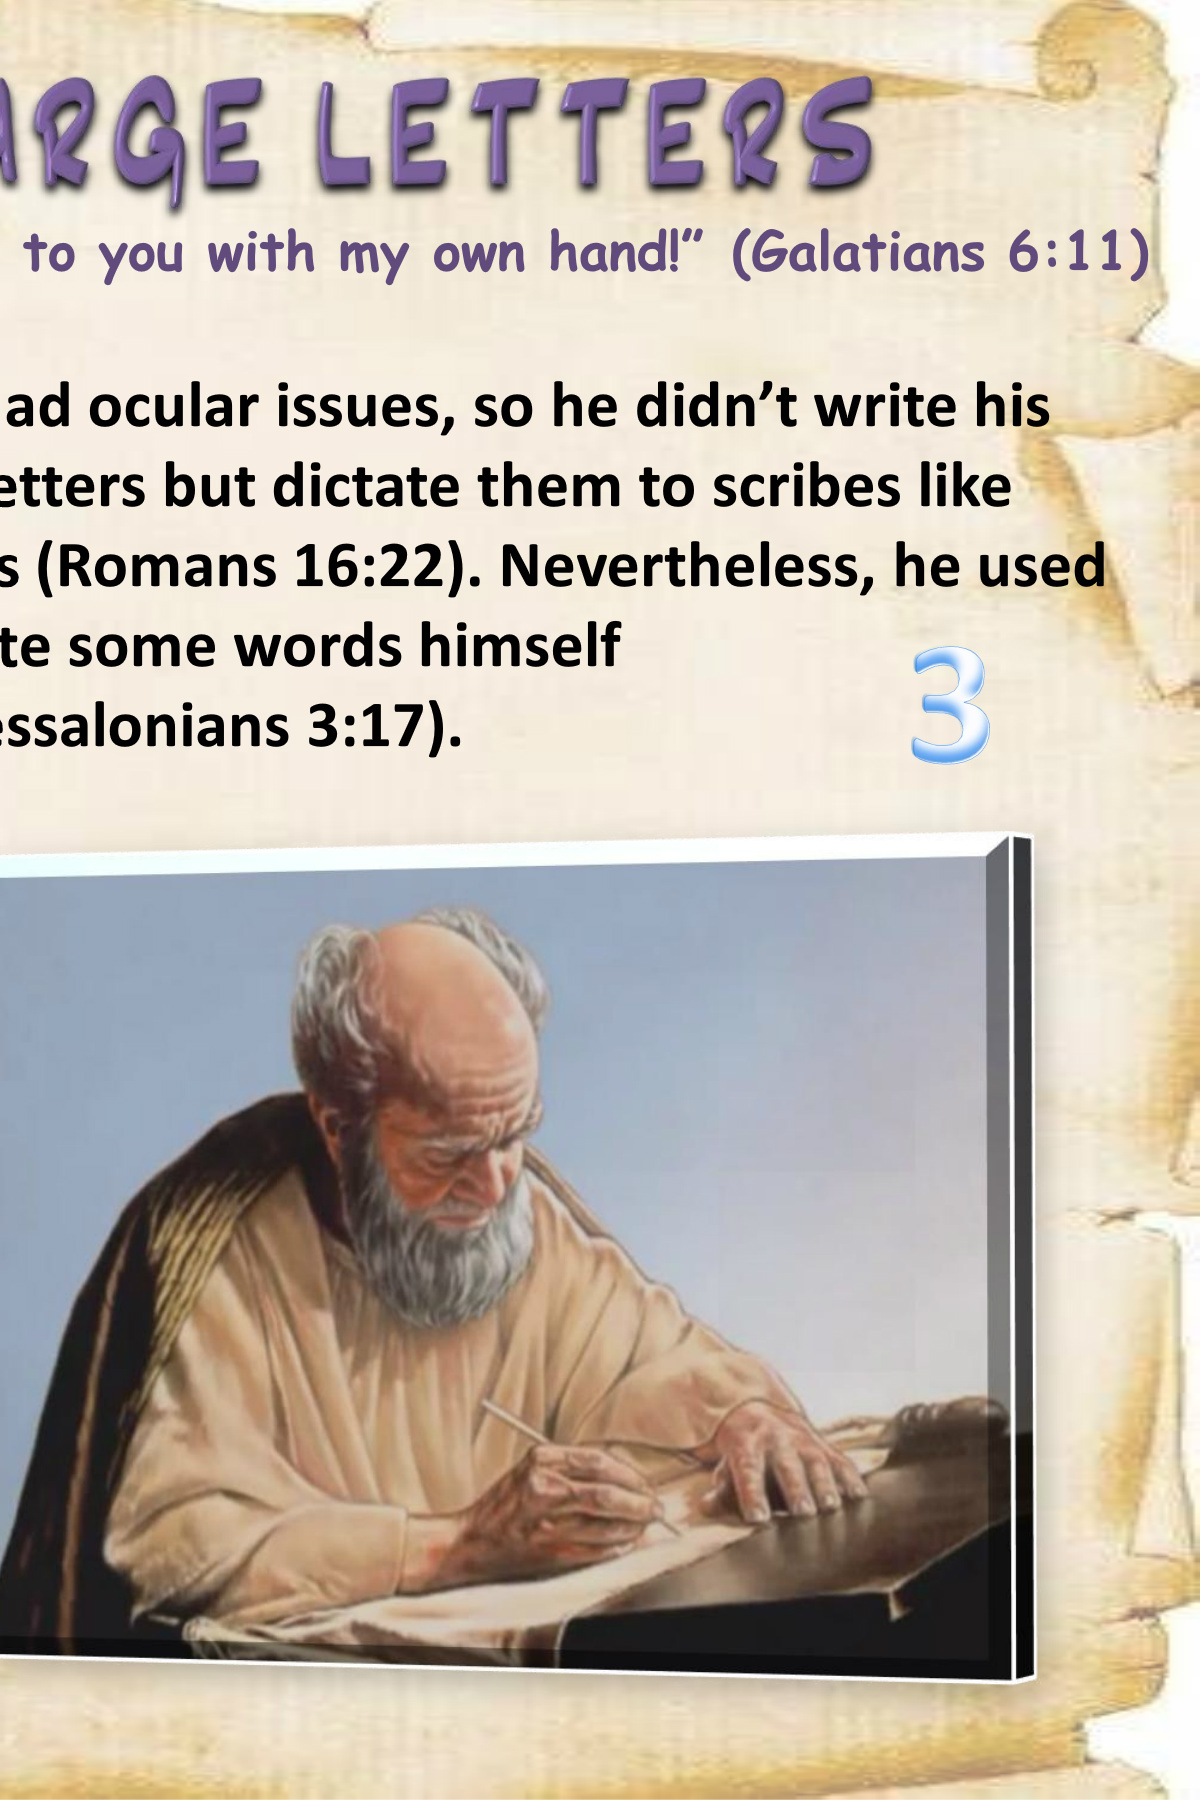 ARGE LETTERS
to you with my own hand!” (Galatians 6:11)
ad ocular issues, so he didn’t write his
etters but dictate them to scribes like
s (Romans 16:22). Nevertheless, he used
te some words himself
essalonians 3:17).
3